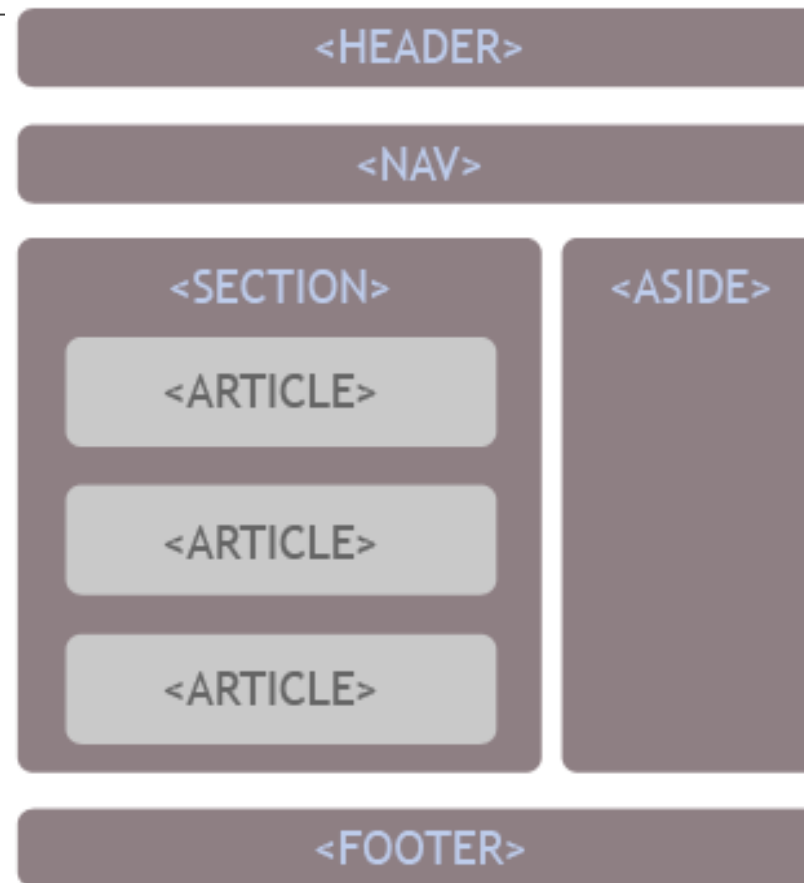 <HEADER>
<NAV>
<SECTION>
<ARTICLE>
<ARTICLE>
<ARTICLE>
<ASIDE>
<FOOTER>